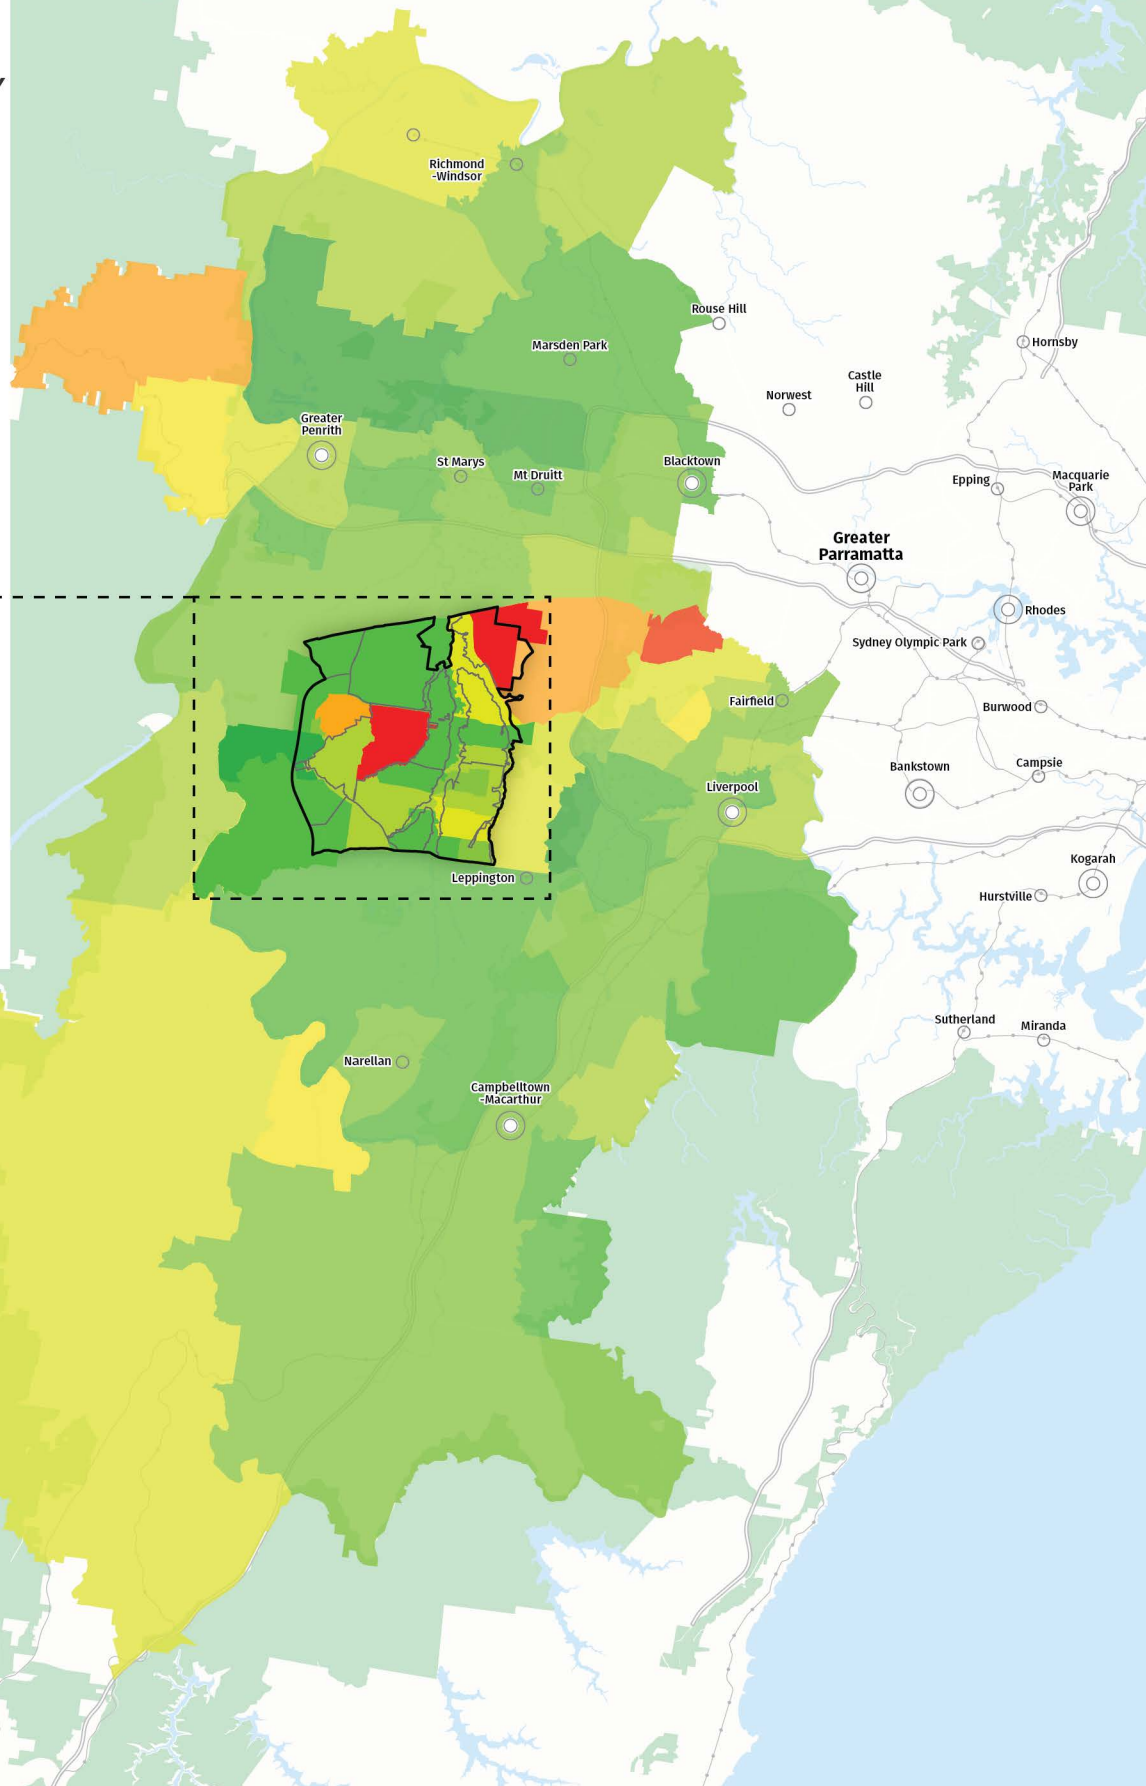 Richmond
-Windsor
Rouse Hill
Marsden Park
Hornsby
Castle
Hill
Norwest
Greater
Penrith
St Marys
Mt Druitt
Blacktown
Epping
Macquarie
Park
Greater
Parramatta
Rhodes
Sydney Olympic Park
Fairfield
Burwood
Bankstown
Campsie
Liverpool
Kogarah
Leppington
Hurstville
Sutherland
Miranda
Narellan
Campbelltown
-Macarthur